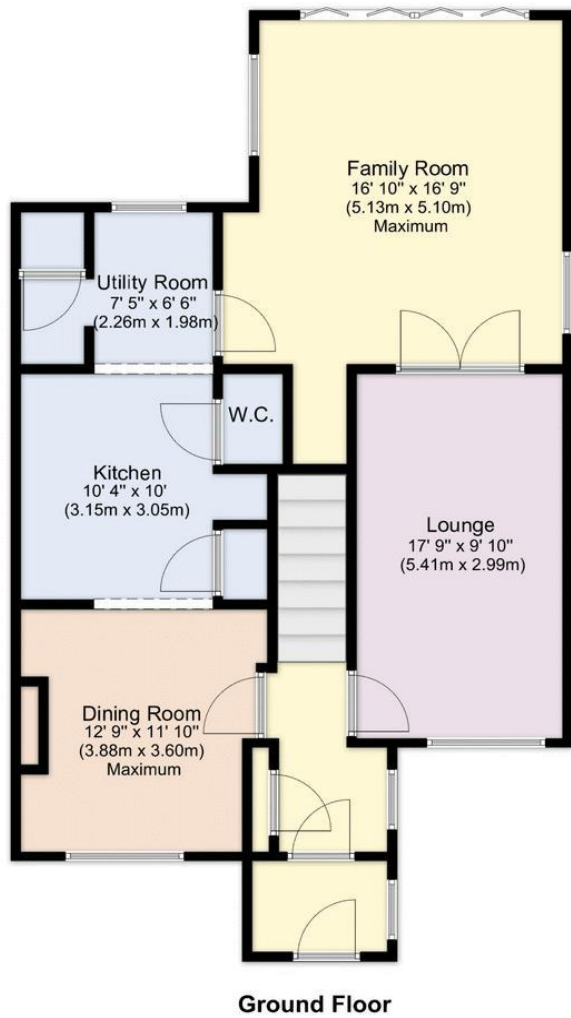 Family Room
16' 10" x 16' 9"
(5.13m x 5.10m)
Maximum
Utility Room
7' 5" x 6' 6"
(2.26m x 1.98m)
W.C.
Kitchen
10' 4" x 10'
(3.15m x 3.05m)
Lounge
17' 9" x 9' 10"
(5.41m x 2.99m)
Dining Room
12' 9" x 11' 10"
(3.88m x 3.60m)
Maximum
Ground Floor